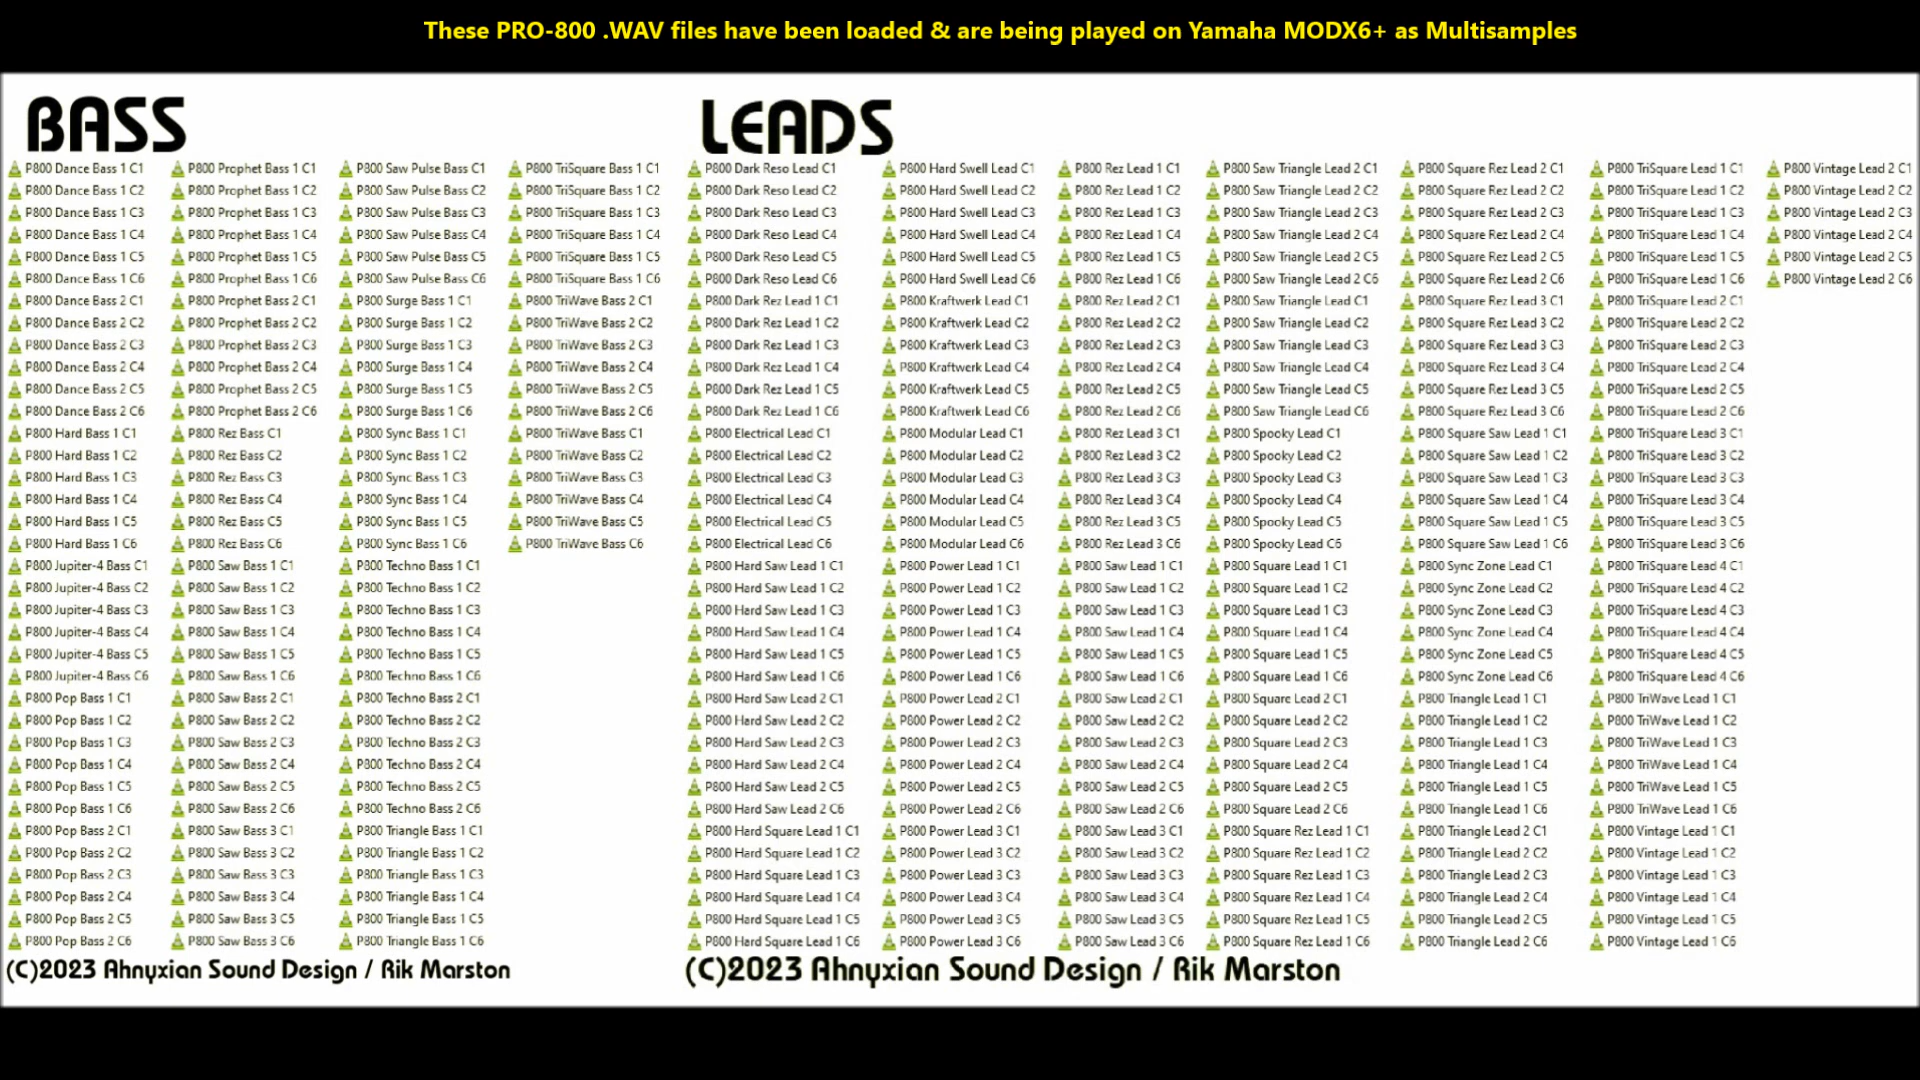 These PRO-800 .WAV files have been loaded & are being played on Yamaha MODX6+ as Multisamples
BASS
P800 Dance Bass 1 C1
P800 Dance Bass 1 C2
P800 Dance Bass 1 C3
P800 Dance Bass 1 C4
P800 Dance Bass 1 C5
P800 Dance Bass 1 C6
P800 Dance Bass 2 C1
P800 Dance Bass 2 C2
P800 Dance Bass 2 C3
P800 Dance Bass 2 C4
P800 Dance Bass 2 C5
P800 Dance Bass 2 C6
P800 Hard Bass 1 C1
P800 Hard Bass 1 C2
P800 Hard Bass 1 C3
P800 Hard Bass 1 C4
P800 Hard Bass 1 C5
P800 Hard Bass 1 C6
P800 Jupiter-4 Bass C1
P800 Jupiter-4 Bass C2
P800 Jupiter-4 Bass C3
P800 Jupiter-4 Bass C4
P800 Jupiter-4 Bass C5
P800 Jupiter-4 Bass C6
P800 Pop Bass 1 C1
P800 Pop Bass 1 C2
P800 Pop Bass 1 C3
P800 Pop Bass 1 C4
P800 Pop Bass 1 C5
P800 Pop Bass 1 C6
P800 Pop Bass 2 C1
P800 Pop Bass 2 C2
P800 Pop Bass 2 C3
P800 Pop Bass 2 C4
P800 Pop Bass 2 C5
P800 Pop Bass 2 C6
P800 Prophet Bass 1 C1
P800 Prophet Bass 1 C2
P800 Prophet Bass 1 C3
P800 Prophet Bass 1 C4
P800 Prophet Bass 1 C5
P800 Prophet Bass 1 C6
P800 Prophet Bass 2 C1
P800 Prophet Bass 2 C2
P800 Prophet Bass 2 C3
P800 Prophet Bass 2 C4
P800 Prophet Bass 2 C5
P800 Prophet Bass 2 C6
P800 Rez Bass C1
P800 Rez Bass C2
P800 Rez Bass C3
P800 Rez Bass C4
P800 Rez Bass C5
P800 Rez Bass C6
P800 Saw Bass 1 C1
P800 Saw Bass 1 C2
P800 Saw Bass 1 C3
P800 Saw Bass 1 C4
P800 Saw Bass 1 C5
P800 Saw Bass 1 C6
P800 Saw Bass 2 C1
P800 Saw Bass 2 C2
P800 Saw Bass 2 C3
P800 Saw Bass 2 C4
P800 Saw Bass 2 C5
P800 Saw Bass 2 C6
P800 Saw Bass 3 C1
P800 Saw Bass 3 C2
P800 Saw Bass 3 C3
P800 Saw Bass 3 C4
P800 Saw Bass 3 C5
P800 Saw Bass 3 C6
P800 Saw Pulse Bass C1
P800 Saw Pulse Bass C2
P800 Saw Pulse Bass C3
P800 Saw Pulse Bass C4
P800 Saw Pulse Bass C5
P800 Saw Pulse Bass C6
P800 Surge Bass 1 C1
P800 Surge Bass 1 C2
P800 Surge Bass 1 C3
P800 Surge Bass 1 C4
P800 Surge Bass 1 C5
P800 Surge Bass 1 C6
P800 Sync Bass 1 C1
P800 Sync Bass 1 C2
P800 Sync Bass 1 C3
P800 Sync Bass 1 C4
P800 Sync Bass 1 C5
P800 Sync Bass 1 C6
P800 Techno Bass 1 C1
P800 Techno Bass 1 C2
P800 Techno Bass 1 C3
P800 Techno Bass 1 C4
P800 Techno Bass 1 C5
P800 Techno Bass 1 C6
P800 Techno Bass 2 C1
P800 Techno Bass 2 C2
P800 Techno Bass 2 C3
P800 Techno Bass 2 C4
P800 Techno Bass 2 C5
P800 Techno Bass 2 C6
P800 Triangle Bass 1 C1
P800 Triangle Bass 1 C2
P800 Triangle Bass 1 C3
P800 Triangle Bass 1 C4
P800 Triangle Bass 1 C5
P800 Triangle Bass 1 C6
P800 TriSquare Bass 1 C1
P800 TriSquare Bass 1 C2
P800 TriSquare Bass 1 C3
P800 TriSquare Bass 1 C4
P800 TriSquare Bass 1 C5
P800 TriSquare Bass 1 C6
P800 TriWave Bass 2 C1
P800 TriWave Bass 2 C2
P800 TriWave Bass 2 C3
P800 TriWave Bass 2 C4
P800 TriWave Bass 2 C5
P800 TriWave Bass 2 C6
P800 TriWave Bass C1
P800 TriWave Bass C2
P800 TriWave Bass C3
P800 TriWave Bass C4
P800 TriWave Bass C5
P800 TriWave Bass C6
(C)2023 Ahnyxian Sound Design / Rik Marston
LEADS
P800 Dark Reso Lead C1
P800 Dark Reso Lead C2
P800 Dark Reso Lead C3
P800 Dark Reso Lead C4
P800 Dark Reso Lead C5
P800 Dark Reso Lead C6
P800 Dark Rez Lead 1 C1
P800 Dark Rez Lead 1 C2
P800 Dark Rez Lead 1 C3
P800 Dark Rez Lead 1 C4
P800 Dark Rez Lead 1 C5
P800 Dark Rez Lead 1 C6
P800 Electrical Lead C1
P800 Electrical Lead C2
P800 Electrical Lead C3
P800 Electrical Lead C4
P800 Electrical Lead C5
P800 Electrical Lead C6
P800 Hard Saw Lead 1 C1
P800 Hard Saw Lead 1 C2
P800 Hard Saw Lead 1 C3
P800 Hard Saw Lead 1 C4
P800 Hard Saw Lead 1 C5
P800 Hard Saw Lead 1 C6
P800 Hard Saw Lead 2 C1
P800 Hard Saw Lead 2 C2
P800 Hard Saw Lead 2 C3
P800 Hard Saw Lead 2 C4
P800 Hard Saw Lead 2 C5
P800 Hard Saw Lead 2 C6
P800 Hard Square Lead 1 C1
P800 Hard Square Lead 1 C2
P800 Hard Square Lead 1 C3
P800 Hard Square Lead 1 C4
P800 Hard Square Lead 1 C5
P800 Hard Square Lead 1 C6
P800 Hard Swell Lead C1
P800 Hard Swell Lead C2
P800 Hard Swell Lead C3
P800 Hard Swell Lead C4
P800 Hard Swell Lead C5
P800 Hard Swell Lead C6
P800 Kraftwerk Lead C1
P800 Kraftwerk Lead C2
P800 Kraftwerk Lead C3
P800 Kraftwerk Lead C4
P800 Kraftwerk Lead C5
P800 Kraftwerk Lead C6
P800 Modular Lead C1
P800 Modular Lead C2
P800 Modular Lead C3
P800 Modular Lead C4
P800 Modular Lead C5
P800 Modular Lead C6
P800 Power Lead 1 C1
P800 Power Lead 1 C2
P800 Power Lead 1 C3
P800 Power Lead 1 C4
P800 Power Lead 1 C5
P800 Power Lead 1 C6
P800 Power Lead 2 C1
P800 Power Lead 2 C2
P800 Power Lead 2 C3
P800 Power Lead 2 C4
P800 Power Lead 2 C5
P800 Power Lead 2 C6
P800 Power Lead 3 C1
P800 Power Lead 3 C2
P800 Power Lead 3 C3
P800 Power Lead 3 C4
P800 Power Lead 3 C5
P800 Power Lead 3 C6
P800 Rez Lead 1 C1
P800 Rez Lead 1 C2
P800 Rez Lead 1 C3
P800 Rez Lead 1 C4
P800 Rez Lead 1 C5
P800 Rez Lead 1 C6
P800 Rez Lead 2 C1
P800 Rez Lead 2 C2
P800 Rez Lead 2 C3
P800 Rez Lead 2 C4
P800 Rez Lead 2 C5
P800 Rez Lead 2 C6
P800 Rez Lead 3 C1
P800 Rez Lead 3 C2
P800 Rez Lead 3 C3
P800 Rez Lead 3 C4
P800 Rez Lead 3 C5
P800 Rez Lead 3 C6
P800 Saw Lead 1 C1
P800 Saw Lead 1 C2
P800 Saw Lead 1 C3
P800 Saw Lead 1 C4
P800 Saw Lead 1 C5
P800 Saw Lead 1 C6
P800 Saw Lead 2 C1
P800 Saw Lead 2 C2
P800 Saw Lead 2 C3
P800 Saw Lead 2 C4
P800 Saw Lead 2 C5
P800 Saw Lead 2 C6
P800 Saw Lead 3 C1
P800 Saw Lead 3 C2
P800 Saw Lead 3 C3
P800 Saw Lead 3 C4
P800 Saw Lead 3 C5
P800 Saw Lead 3 C6
P800 Saw Triangle Lead 2 C1
P800 Saw Triangle Lead 2 C2
P800 Saw Triangle Lead 2 C3
P800 Saw Triangle Lead 2 C4
P800 Saw Triangle Lead 2 C5
P800 Saw Triangle Lead 2 C6
P800 Saw Triangle Lead C1
P800 Saw Triangle Lead C2
P800 Saw Triangle Lead C3
P800 Saw Triangle Lead C4
P800 Saw Triangle Lead C5
P800 Saw Triangle Lead C6
P800 Spooky Lead C1
P800 Spooky Lead C2
P800 Spooky Lead C3
P800 Spooky Lead C4
P800 Spooky Lead C5
P800 Spooky Lead C6
P800 Square Lead 1 C1
P800 Square Lead 1 C2
P800 Square Lead 1 C3
P800 Square Lead 1 C4
P800 Square Lead 1 C5
P800 Square Lead 1 C6
P800 Square Lead 2 C1
P800 Square Lead 2 C2
P800 Square Lead 2 C3
P800 Square Lead 2 C4
P800 Square Lead 2 C5
P800 Square Lead 2 C6
P800 Square Rez Lead 1 C1
P800 Square Rez Lead 1 C2
P800 Square Rez Lead 1 C3
P800 Square Rez Lead 1 C4
P800 Square Rez Lead 1 C5
P800 Square Rez Lead 1 C6
P800 Square Rez Lead 2 C1
P800 Square Rez Lead 2 C2
P800 Square Rez Lead 2 C3
P800 Square Rez Lead 2 C4
P800 Square Rez Lead 2 C5
P800 Square Rez Lead 2 C6
P800 Square Rez Lead 3 C1
P800 Square Rez Lead 3 C2
P800 Square Rez Lead 3 C3
P800 Square Rez Lead 3 C4
P800 Square Rez Lead 3 C5
P800 Square Rez Lead 3 C6
P800 Square Saw Lead 1 C1
P800 Square Saw Lead 1 C2
P800 Square Saw Lead 1 C3
P800 Square Saw Lead 1 C4
P800 Square Saw Lead 1 C5
P800 Square Saw Lead 1 C6
P800 Sync Zone Lead C1
P800 Sync Zone Lead C2
P800 Sync Zone Lead C3
P800 Sync Zone Lead C4
P800 Sync Zone Lead C5
P800 Sync Zone Lead C6
P800 Triangle Lead 1 C1
P800 Triangle Lead 1 C2
P800 Triangle Lead 1 C3
P800 Triangle Lead 1 C4
P800 Triangle Lead 1 C5
P800 Triangle Lead 1 C6
P800 Triangle Lead 2 C1
P800 Triangle Lead 2 C2
P800 Triangle Lead 2 C3
P800 Triangle Lead 2 C4
P800 Triangle Lead 2 C5
P800 Triangle Lead 2 C6
P800 TriSquare Lead 1 C1
P800 TriSquare Lead 1 C2
P800 TriSquare Lead 1 C3
P800 TriSquare Lead 1 C4
P800 TriSquare Lead 1 C5
P800 TriSquare Lead 1 C6
P800 TriSquare Lead 2 C1
P800 TriSquare Lead 2 C2
P800 TriSquare Lead 2 C3
P800 TriSquare Lead 2 C4
P800 TriSquare Lead 2 C5
P800 TriSquare Lead 2 C6
P800 TriSquare Lead 3 C1
P800 TriSquare Lead 3 C2
P800 TriSquare Lead 3 C3
P800 TriSquare Lead 3 C4
P800 TriSquare Lead 3 C5
P800 TriSquare Lead 3 C6
P800 TriSquare Lead 4 C1
P800 TriSquare Lead 4 C2
P800 TriSquare Lead 4 C3
P800 TriSquare Lead 4 C4
P800 TriSquare Lead 4 C5
P800 TriSquare Lead 4 C6
P800 TriWave Lead 1 C1
P800 TriWave Lead 1 C2
P800 TriWave Lead 1 C3
P800 TriWave Lead 1 C4
P800 TriWave Lead 1 C5
P800 TriWave Lead 1 C6
P800 Vintage Lead 1 C1
P800 Vintage Lead 1 C2
P800 Vintage Lead 1 C3
P800 Vintage Lead 1 C4
P800 Vintage Lead 1 C5
P800 Vintage Lead 1 C6
P800 Vintage Lead 2 C1
P800 Vintage Lead 2 C2
P800 Vintage Lead 2 C3
P800 Vintage Lead 2 C4
P800 Vintage Lead 2 C5
P800 Vintage Lead 2 C6
(C)2023 Ahnyxian Sound Design / Rik Marston